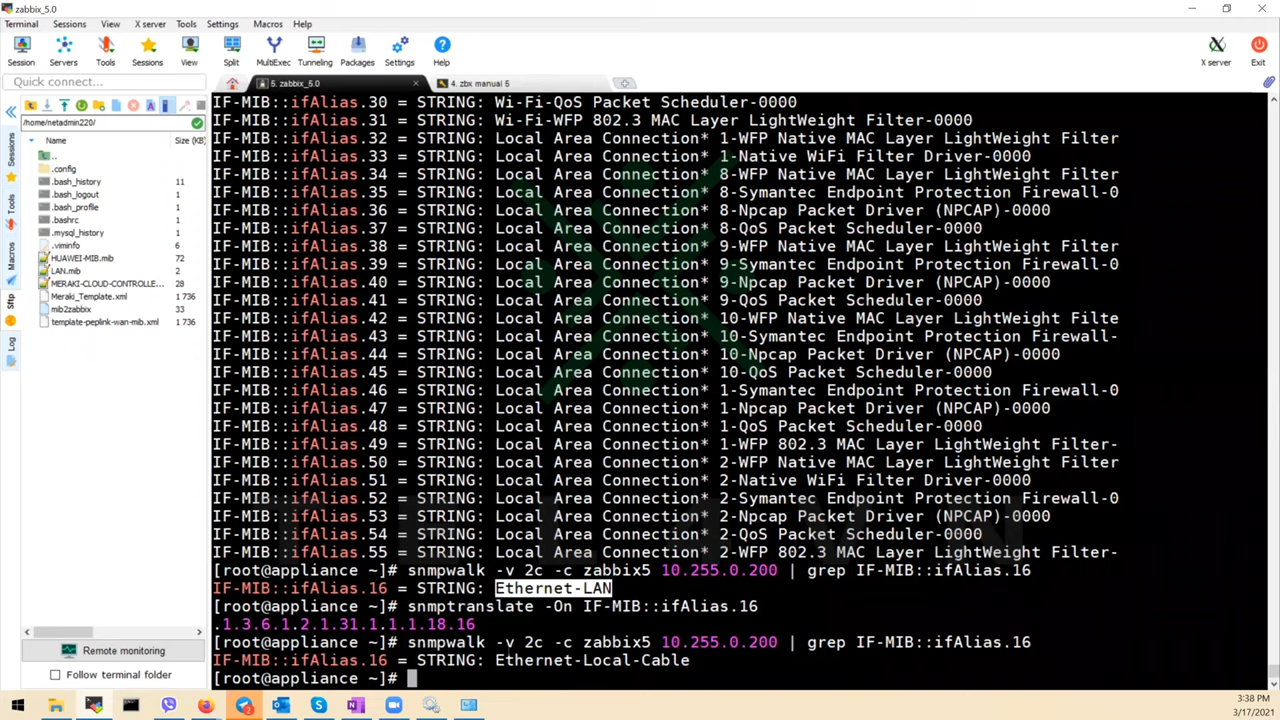 zabbix_5.0
Terminal Sessions View X server Tools Settings Macros Help
Session Servers Tools Sessions View Split MultiExec Tunneling Packages Settings Help X server Exit
Quick connect...
5. zabbix_5.0
4. zbx manual 5
/home/netadmin220/
Name Size (KB)
..
.config
.bash_history 11
.bash_logout 1
.bash_profile 1
.bashrc 1
.mysql_history 1
.viminfo 6
HUAWEI-MIB.mib 72
LAN.mib 2
MERAKI-CLOUD-CONTROLLE... 28
Meraki_Template.xml 1 736
mib2zabbix 33
template-peplink-wan-mib.xml 1 736
Sessions
Tools
Macros
Sftp
Log
Remote monitoring
Follow terminal folder
IF-MIB::ifAlias.30 = STRING: Wi-Fi-QoS Packet Scheduler-0000
IF-MIB::ifAlias.31 = STRING: Wi-Fi-WFP 802.3 MAC Layer LightWeight Filter-0000
IF-MIB::ifAlias.32 = STRING: Local Area Connection* 1-WFP Native MAC Layer LightWeight Filter
IF-MIB::ifAlias.33 = STRING: Local Area Connection* 1-Native WiFi Filter Driver-0000
IF-MIB::ifAlias.34 = STRING: Local Area Connection* 8-WFP Native MAC Layer LightWeight Filter
IF-MIB::ifAlias.35 = STRING: Local Area Connection* 8-Symantec Endpoint Protection Firewall-0
IF-MIB::ifAlias.36 = STRING: Local Area Connection* 8-Npcap Packet Driver (NPCAP)-0000
IF-MIB::ifAlias.37 = STRING: Local Area Connection* 8-QoS Packet Scheduler-0000
IF-MIB::ifAlias.38 = STRING: Local Area Connection* 9-WFP Native MAC Layer LightWeight Filter
IF-MIB::ifAlias.39 = STRING: Local Area Connection* 9-Symantec Endpoint Protection Firewall-0
IF-MIB::ifAlias.40 = STRING: Local Area Connection* 9-Npcap Packet Driver (NPCAP)-0000
IF-MIB::ifAlias.41 = STRING: Local Area Connection* 9-QoS Packet Scheduler-0000
IF-MIB::ifAlias.42 = STRING: Local Area Connection* 10-WFP Native MAC Layer LightWeight Filte
IF-MIB::ifAlias.43 = STRING: Local Area Connection* 10-Symantec Endpoint Protection Firewall-
IF-MIB::ifAlias.44 = STRING: Local Area Connection* 10-Npcap Packet Driver (NPCAP)-0000
IF-MIB::ifAlias.45 = STRING: Local Area Connection* 10-QoS Packet Scheduler-0000
IF-MIB::ifAlias.46 = STRING: Local Area Connection* 1-Symantec Endpoint Protection Firewall-0
IF-MIB::ifAlias.47 = STRING: Local Area Connection* 1-Npcap Packet Driver (NPCAP)-0000
IF-MIB::ifAlias.48 = STRING: Local Area Connection* 1-QoS Packet Scheduler-0000
IF-MIB::ifAlias.49 = STRING: Local Area Connection* 1-WFP 802.3 MAC Layer LightWeight Filter-
IF-MIB::ifAlias.50 = STRING: Local Area Connection* 2-WFP Native MAC Layer LightWeight Filter
IF-MIB::ifAlias.51 = STRING: Local Area Connection* 2-Native WiFi Filter Driver-0000
IF-MIB::ifAlias.52 = STRING: Local Area Connection* 2-Symantec Endpoint Protection Firewall-0
IF-MIB::ifAlias.53 = STRING: Local Area Connection* 2-Npcap Packet Driver (NPCAP)-0000
IF-MIB::ifAlias.54 = STRING: Local Area Connection* 2-QoS Packet Scheduler-0000
IF-MIB::ifAlias.55 = STRING: Local Area Connection* 2-WFP 802.3 MAC Layer LightWeight Filter-
[root@appliance ~]# snmpwalk -v 2c -c zabbix5 10.255.0.200 | grep IF-MIB::ifAlias.16
IF-MIB::ifAlias.16 = STRING: Ethernet-LAN
[root@appliance ~]# snmptranslate -On IF-MIB::ifAlias.16
.1.3.6.1.2.1.31.1.1.1.18.16
[root@appliance ~]# snmpwalk -v 2c -c zabbix5 10.255.0.200 | grep IF-MIB::ifAlias.16
IF-MIB::ifAlias.16 = STRING: Ethernet-Local-Cable
[root@appliance ~]#
3:38 PM
3/17/2021